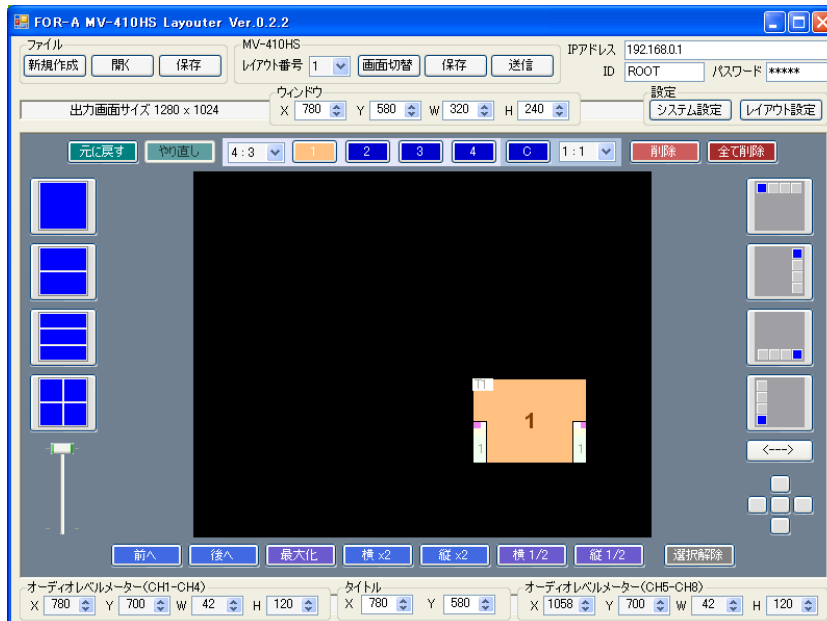 FOR-A MV-410HS Layouter Ver.0.2.2
ファイル
新規作成 開く 保存
MV-410HS
レイアウト番号 1 画面切替 保存 送信
IPアドレス 192.168.0.1
ID ROOT パスワード *****
出力画面サイズ 1280 x 1024
ウィンドウ
X 780 Y 580 W 320 H 240
設定
システム設定 レイアウト設定
元に戻す やり直し 4 : 3 1 2 3 4 C 1 : 1 削除 全て削除
T1
1
1 1
<--->
前へ 後へ 最大化 横 x2 縦 x2 横 1/2 縦 1/2 選択解除
オーディオレベルメーター(CH1-CH4)
X 780 Y 700 W 42 H 120
タイトル
X 780 Y 580
オーディオレベルメーター(CH5-CH8)
X 1058 Y 700 W 42 H 120